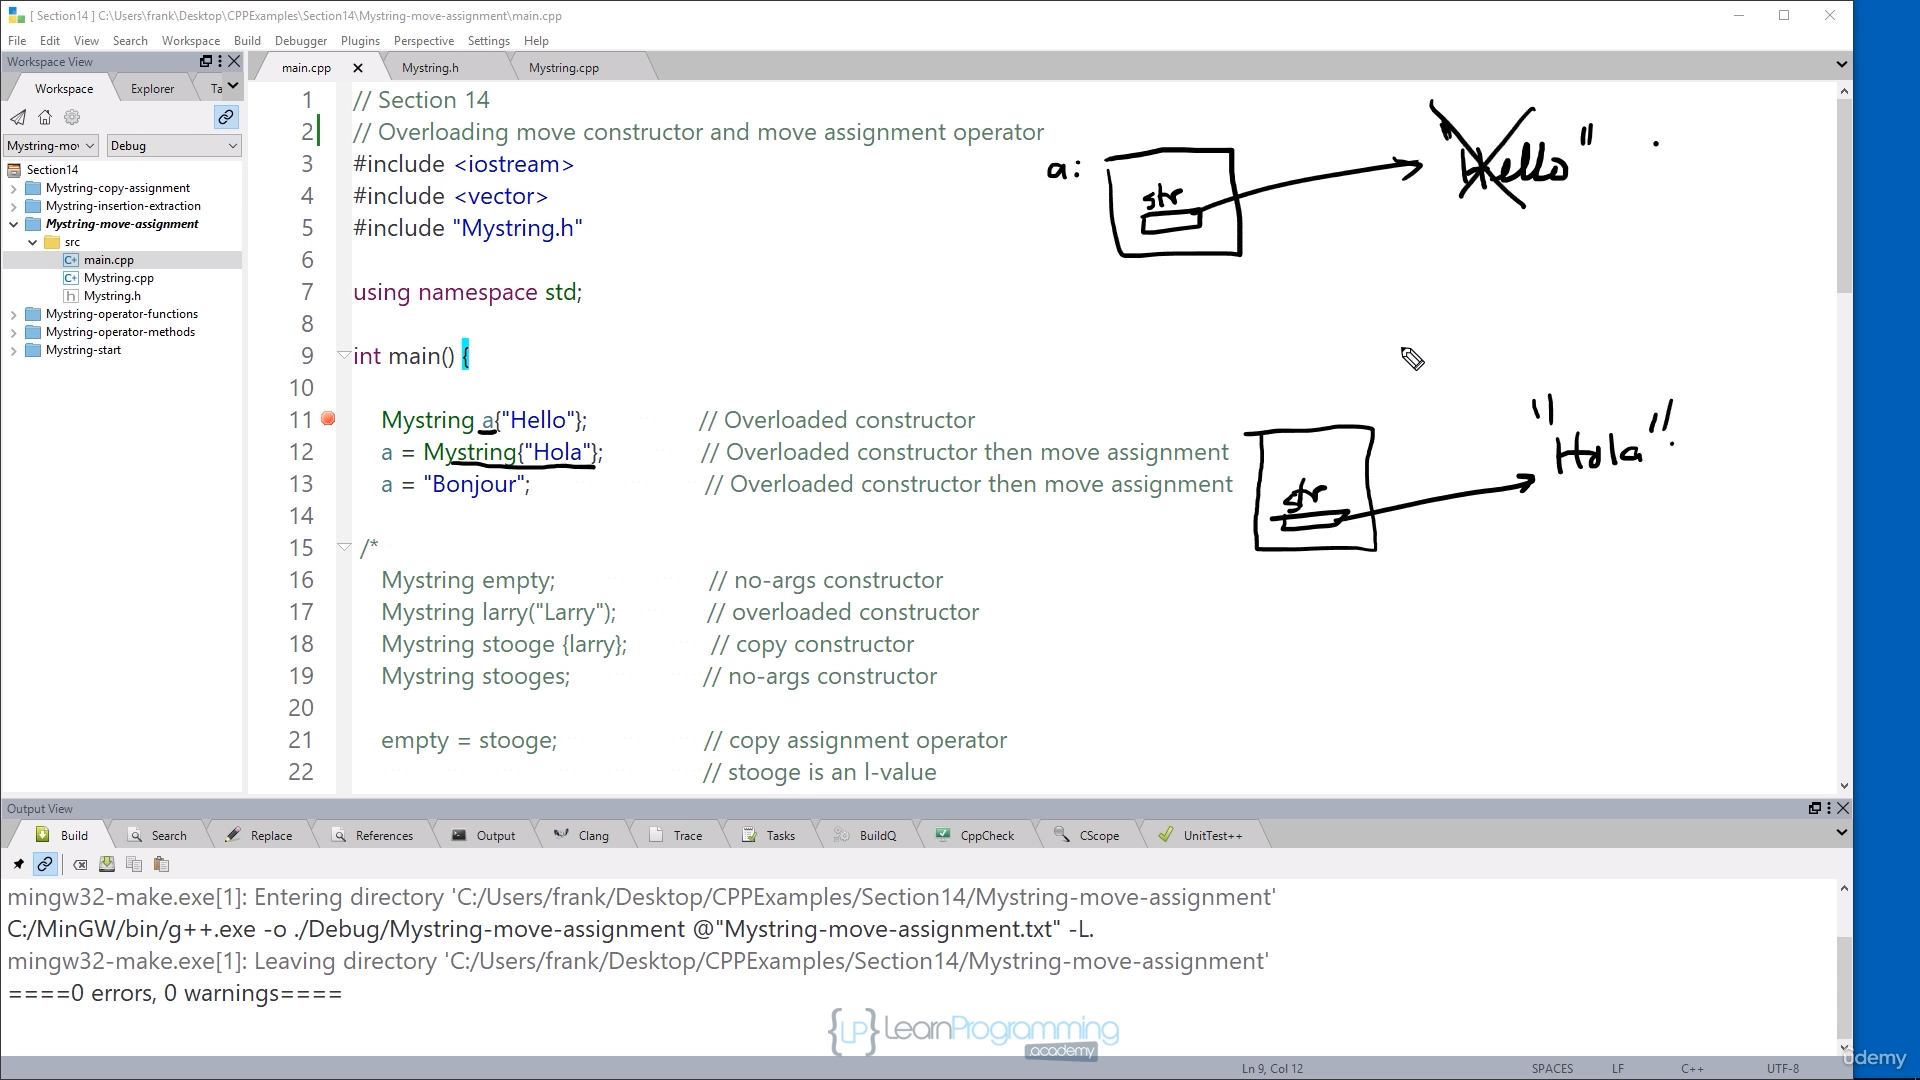 [ Section14 ] C:\Users\frank\Desktop\CPPExamples\Section14\Mystring-move-assignment\main.cpp
File Edit View Search Workspace Build Debugger Plugins Perspective Settings Help
Workspace View
Workspace Explorer Ta
Mystring-mov Debug
Section14
Mystring-copy-assignment
Mystring-insertion-extraction
Mystring-move-assignment
src
main.cpp
Mystring.cpp
Mystring.h
Mystring-operator-functions
Mystring-operator-methods
Mystring-start
main.cpp Mystring.h Mystring.cpp
1 // Section 14
2 // Overloading move constructor and move assignment operator
3 #include <iostream>
4 #include <vector>
5 #include "Mystring.h"
6
7 using namespace std;
8
9 int main() {
10
11 Mystring a{"Hello"}; // Overloaded constructor
12 a = Mystring{"Hola"}; // Overloaded constructor then move assignment
13 a = "Bonjour"; // Overloaded constructor then move assignment
14
15 /*
16 Mystring empty; // no-args constructor
17 Mystring larry("Larry"); // overloaded constructor
18 Mystring stooge {larry}; // copy constructor
19 Mystring stooges; // no-args constructor
20
21 empty = stooge; // copy assignment operator
22 // stooge is an l-value
a:
str
"Hello"
str
"Hola"
Output View
Build Search Replace References Output Clang Trace Tasks BuildQ CppCheck CScope UnitTest++
mingw32-make.exe[1]: Entering directory 'C:/Users/frank/Desktop/CPPExamples/Section14/Mystring-move-assignment'
C:/MinGW/bin/g++.exe -o ./Debug/Mystring-move-assignment @"Mystring-move-assignment.txt" -L.
mingw32-make.exe[1]: Leaving directory 'C:/Users/frank/Desktop/CPPExamples/Section14/Mystring-move-assignment'
====0 errors, 0 warnings====
{LP} LearnProgramming
.academy
Ln 9, Col 12 SPACES LF C++ UTF-8
ûdemy